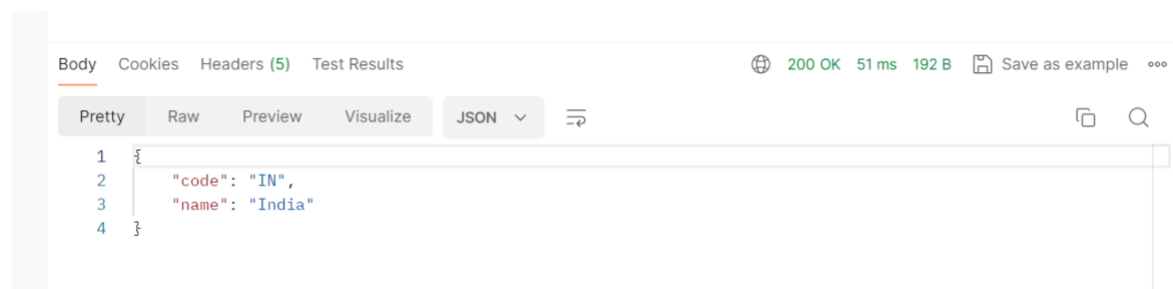 Body Cookies Headers (5) Test Results 200 OK 51 ms 192 B Save as example
Pretty Raw Preview Visualize JSON
1 {
2 "code": "IN",
3 "name": "India"
4 }